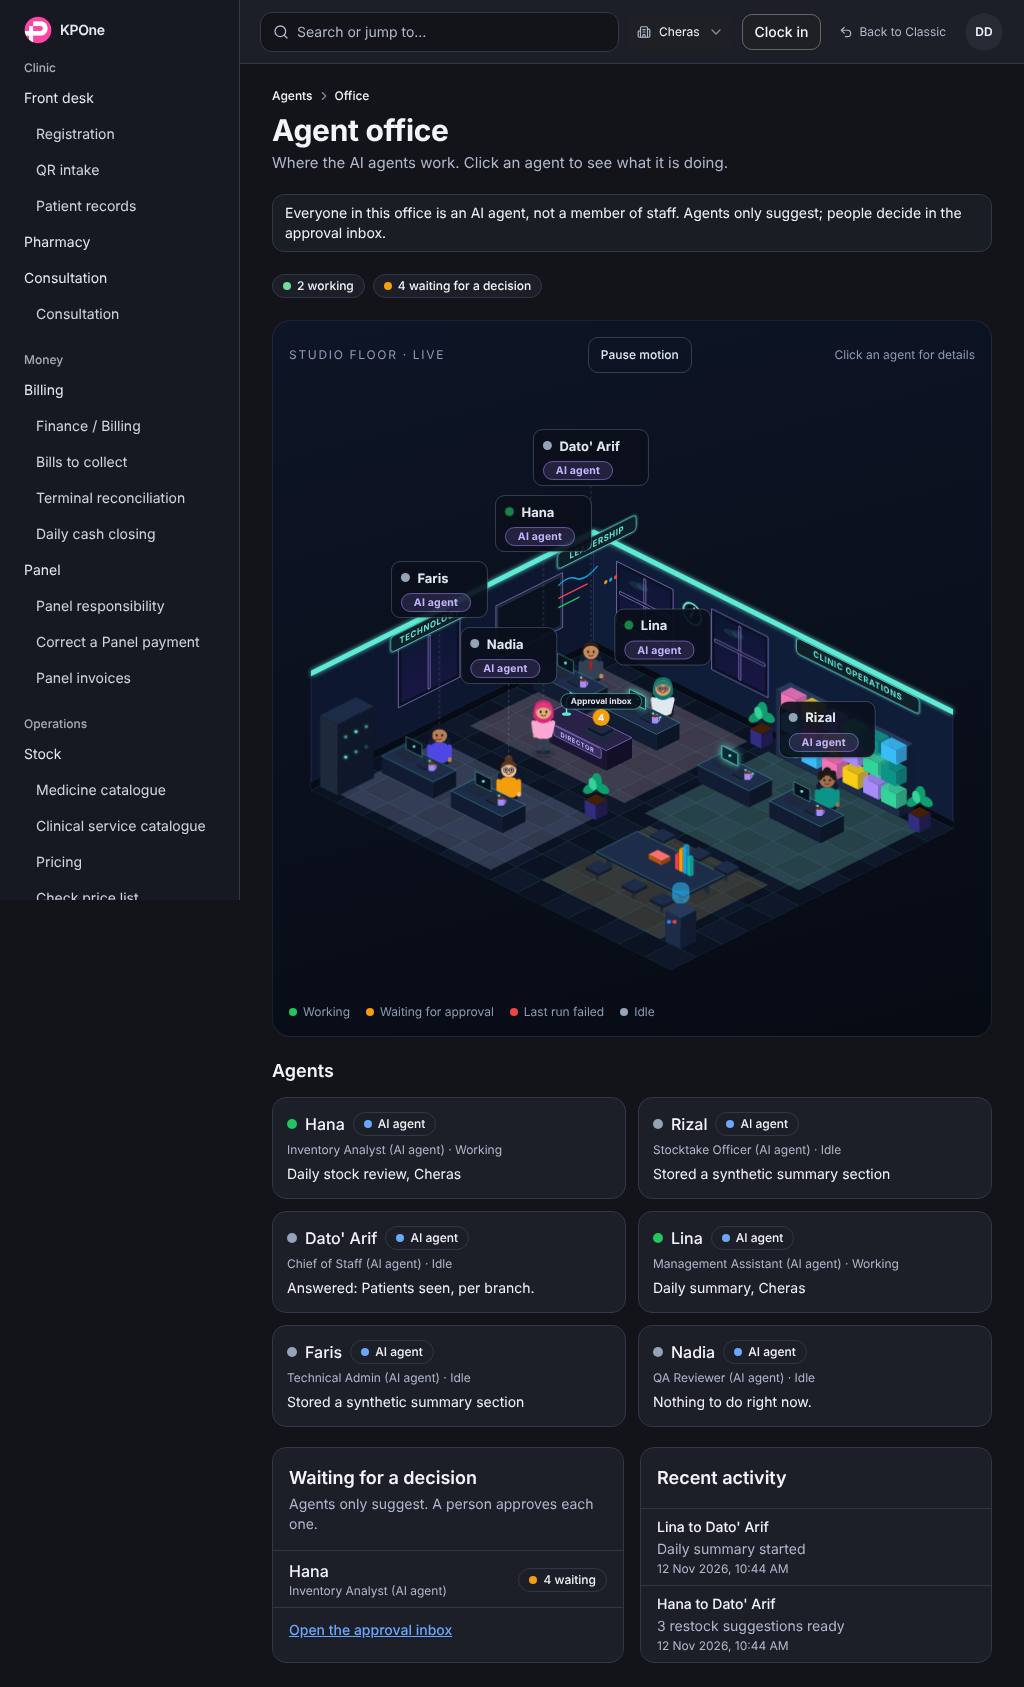 KPOne
Search or jump to...
Cheras
Clock in
Back to Classic
DD
Clinic
Front desk
Registration
QR intake
Patient records
Pharmacy
Consultation
Consultation
Money
Billing
Finance / Billing
Bills to collect
Terminal reconciliation
Daily cash closing
Panel
Panel responsibility
Correct a Panel payment
Panel invoices
Operations
Stock
Medicine catalogue
Clinical service catalogue
Pricing
Check price list
Agents > Office
Agent office
Where the AI agents work. Click an agent to see what it is doing.
Everyone in this office is an AI agent, not a member of staff. Agents only suggest; people decide in the
approval inbox.
2 working
4 waiting for a decision
STUDIO FLOOR · LIVE
Pause motion
Click an agent for details
Dato' Arif
AI agent
Hana
AI agent
Faris
AI agent
Lina
AI agent
Nadia
AI agent
CLINIC OPERATIONS
Approval inbox
4
DIRECTOR
Rizal
AI agent
Working
Waiting for approval
Last run failed
Idle
Agents
Hana
AI agent
Inventory Analyst (AI agent) · Working
Daily stock review, Cheras
Rizal
AI agent
Stocktake Officer (AI agent) · Idle
Stored a synthetic summary section
Dato' Arif
AI agent
Chief of Staff (AI agent) · Idle
Answered: Patients seen, per branch.
Lina
AI agent
Management Assistant (AI agent) · Working
Daily summary, Cheras
Faris
AI agent
Technical Admin (AI agent) · Idle
Stored a synthetic summary section
Nadia
AI agent
QA Reviewer (AI agent) · Idle
Nothing to do right now.
Waiting for a decision
Agents only suggest. A person approves each
one.
Hana
Inventory Analyst (AI agent)
4 waiting
Open the approval inbox
Recent activity
Lina to Dato' Arif
Daily summary started
12 Nov 2026, 10:44 AM
Hana to Dato' Arif
3 restock suggestions ready
12 Nov 2026, 10:44 AM